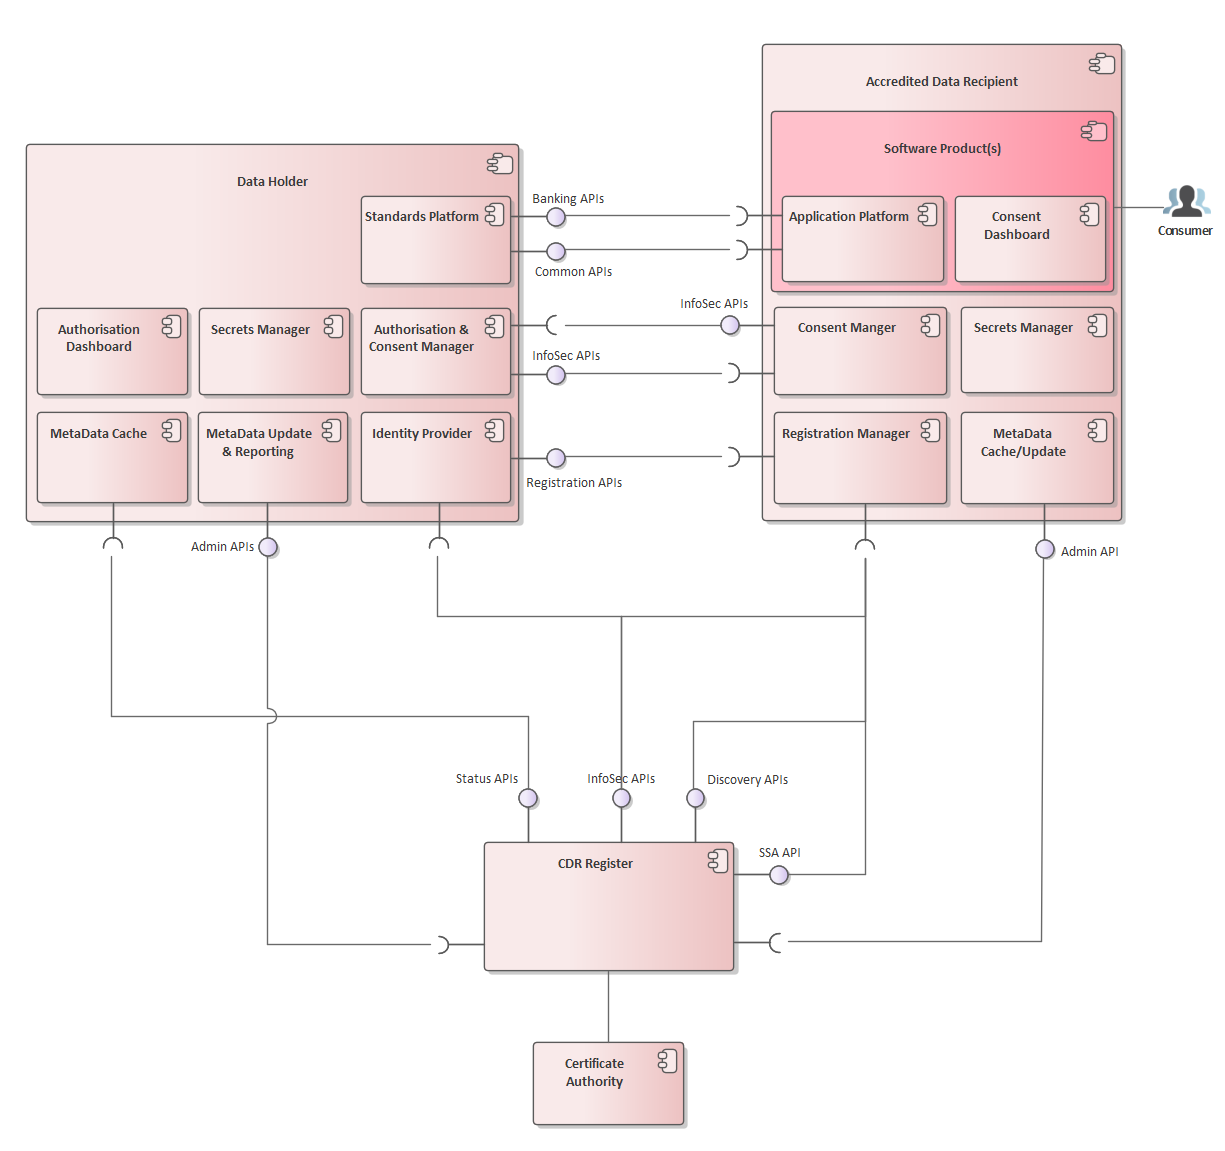 Accredited Data Recipient
Software Product(s)
Data Holder
Banking APIs
Standards Platform
Application Platform
Consent
Dashboard
Consumer
Common APIs
InfoSec APIs
Authorisation
Dashboard
Secrets Manager
Authorisation &
Consent Manager
Consent Manger
Secrets Manager
InfoSec APIs
MetaData Cache
MetaData Update
& Reporting
Identity Provider
Registration Manager
MetaData
Cache/Update
Registration APIs
Admin APIs
Admin API
Status APIs
InfoSec APIs
Discovery APIs
SSA API
CDR Register
Certificate
Authority